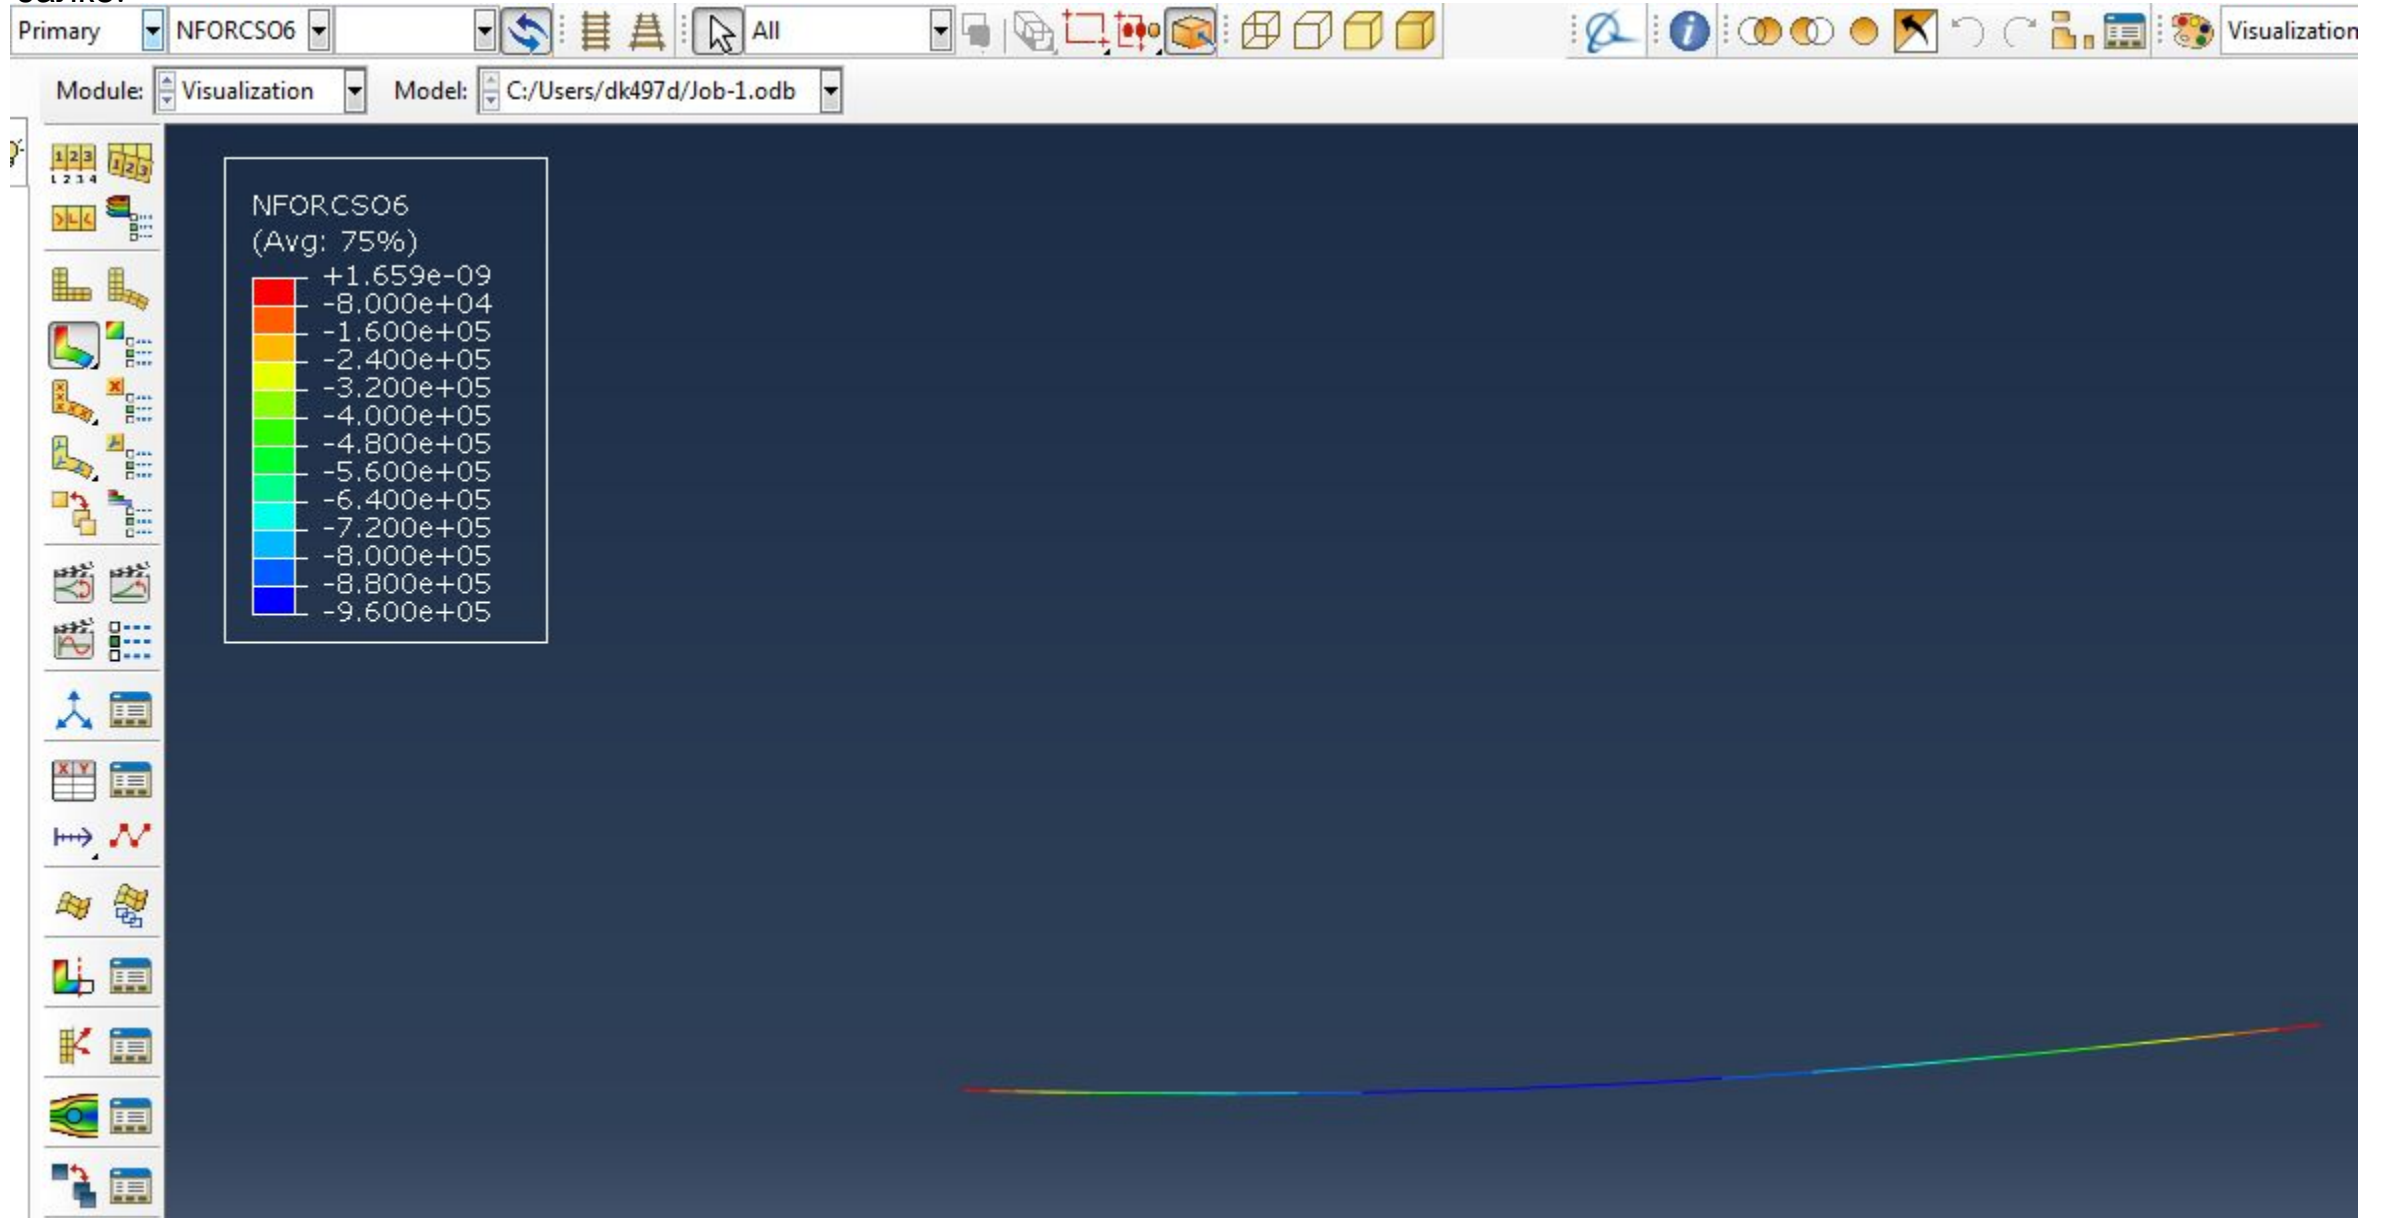 балке.
Primary NFORCSO6 All Visualization
Module: Visualization Model: C:/Users/dk497d/Job-1.odb
NFORCSO6
(Avg: 75%)
+1.659e-09
-8.000e+04
-1.600e+05
-2.400e+05
-3.200e+05
-4.000e+05
-4.800e+05
-5.600e+05
-6.400e+05
-7.200e+05
-8.000e+05
-8.800e+05
-9.600e+05